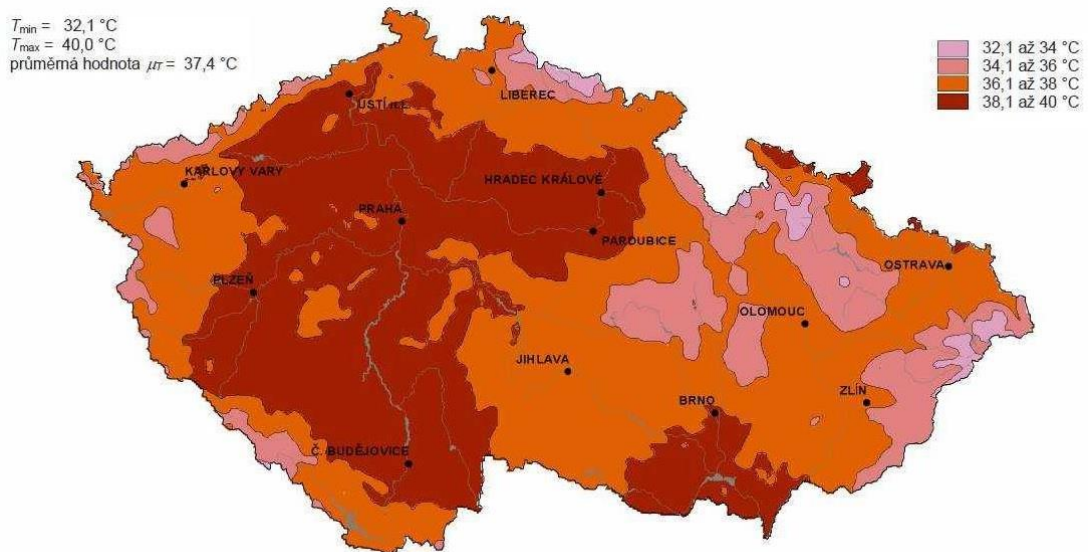 Tmin = 32,1 °C
Tmax = 40,0 °C
průměrná hodnota μT = 37,4 °C
32,1 až 34 °C
34,1 až 36 °C
36,1 až 38 °C
38,1 až 40 °C
LIBEREC
KARLOVY VARY
HRADEC KRÁLOVÉ
PRAHA
PARDUBICE
OSTRAVA
PLZEŇ
OLOMOUC
JIHLAVA
ZLÍN
BRNO
Č. BUDĚJOVICE